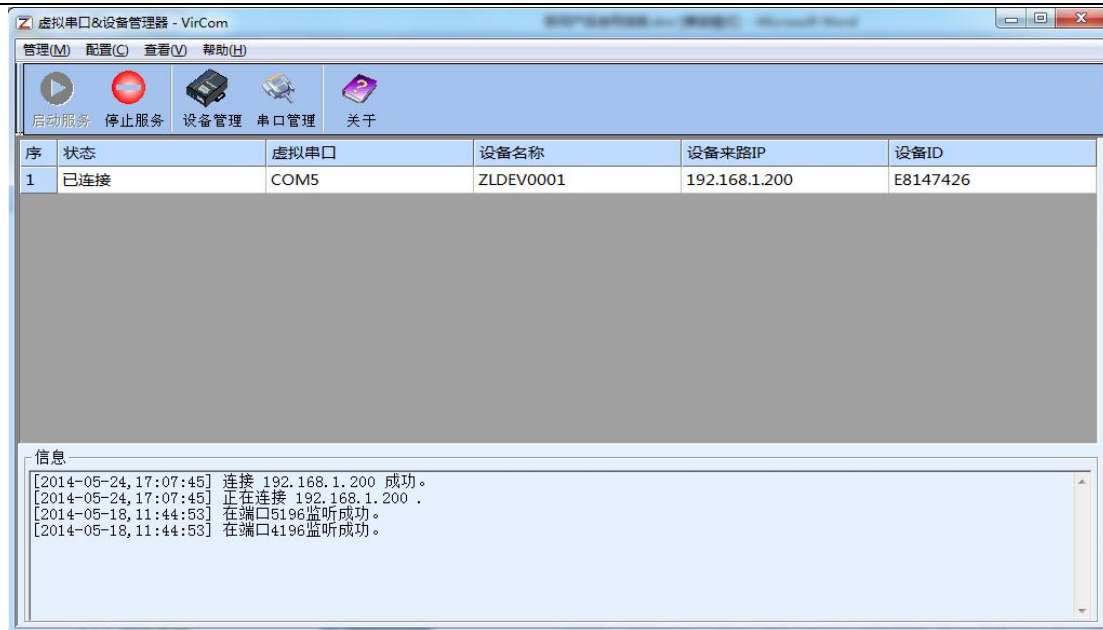 虚拟串口&设备管理器 - VirCom
管理(M) 配置(C) 查看(V) 帮助(H)
启动服务 停止服务 设备管理 串口管理 关于
序 状态 虚拟串口 设备名称 设备来路IP 设备ID
1 已连接 COM5 ZLDEV0001 192.168.1.200 E8147426
信息
[2014-05-24,17:07:45] 连接 192.168.1.200 成功。
[2014-05-24,17:07:45] 正在连接 192.168.1.200 .
[2014-05-18,11:44:53] 在端口5196监听成功。
[2014-05-18,11:44:53] 在端口4196监听成功。